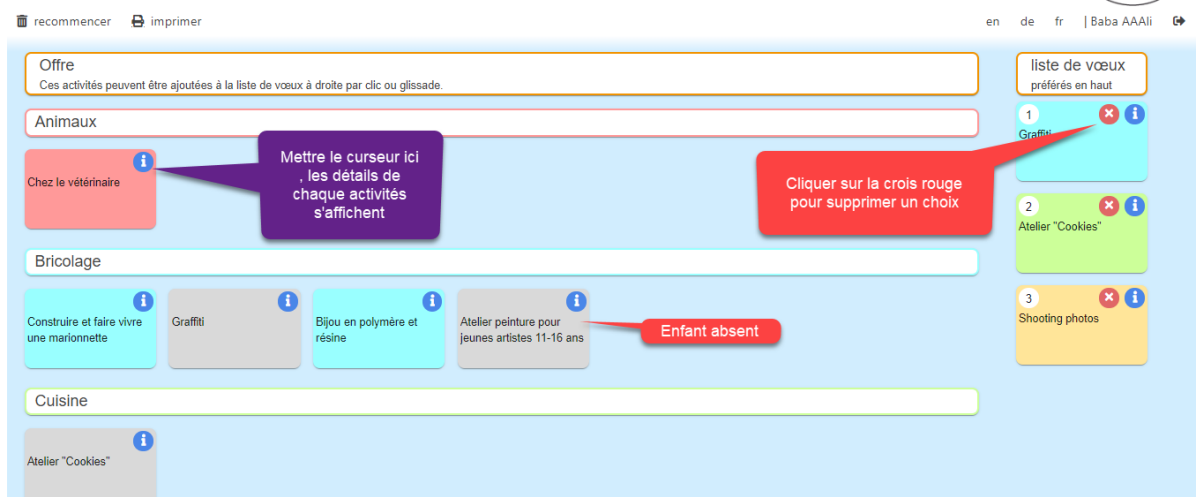 recommencer imprimer en de fr | Baba AAAli
Offre
Ces activités peuvent être ajoutées à la liste de vœux à droite par clic ou glissade.
liste de vœux
préférés en haut
Animaux
Chez le vétérinaire
Mettre le curseur ici
, les détails de
chaque activités
s'affichent
Cliquer sur la crois rouge
pour supprimer un choix
1
Graffiti
2
Atelier "Cookies"
3
Shooting photos
Bricolage
Construire et faire vivre
une marionnette
Graffiti
Bijou en polymère et
résine
Atelier peinture pour
jeunes artistes 11-16 ans
Enfant absent
Cuisine
Atelier "Cookies"